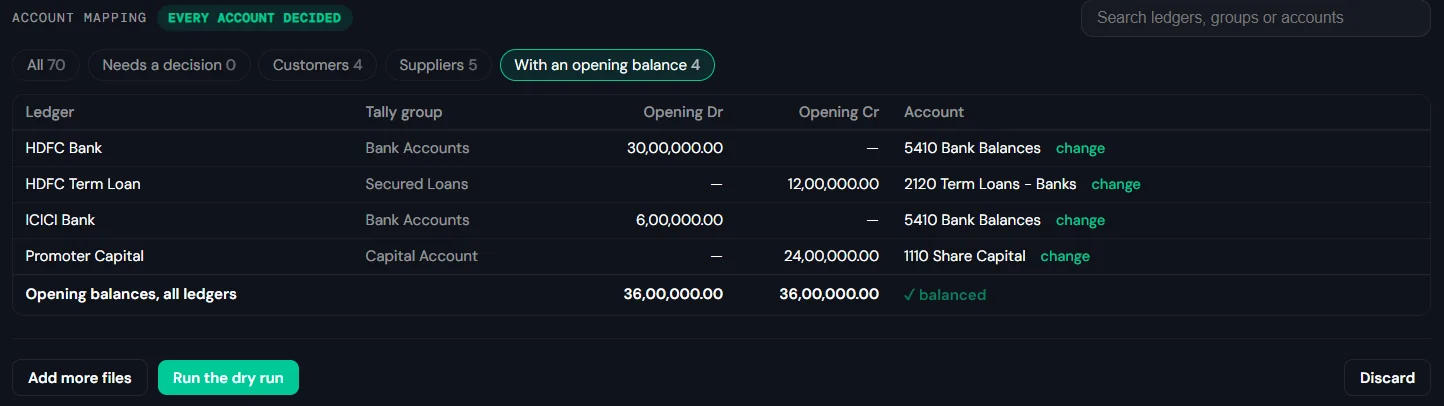 ACCOUNT MAPPING EVERY ACCOUNT DECIDED Search ledgers, groups or accounts
All 70 Needs a decision 0 Customers 4 Suppliers 5 With an opening balance 4
Ledger Tally group Opening Dr Opening Cr Account
HDFC Bank Bank Accounts 30,00,000.00 — 5410 Bank Balances change
HDFC Term Loan Secured Loans — 12,00,000.00 2120 Term Loans - Banks change
ICICI Bank Bank Accounts 6,00,000.00 — 5410 Bank Balances change
Promoter Capital Capital Account — 24,00,000.00 1110 Share Capital change
Opening balances, all ledgers 36,00,000.00 36,00,000.00 ✓ balanced
Add more files Run the dry run Discard